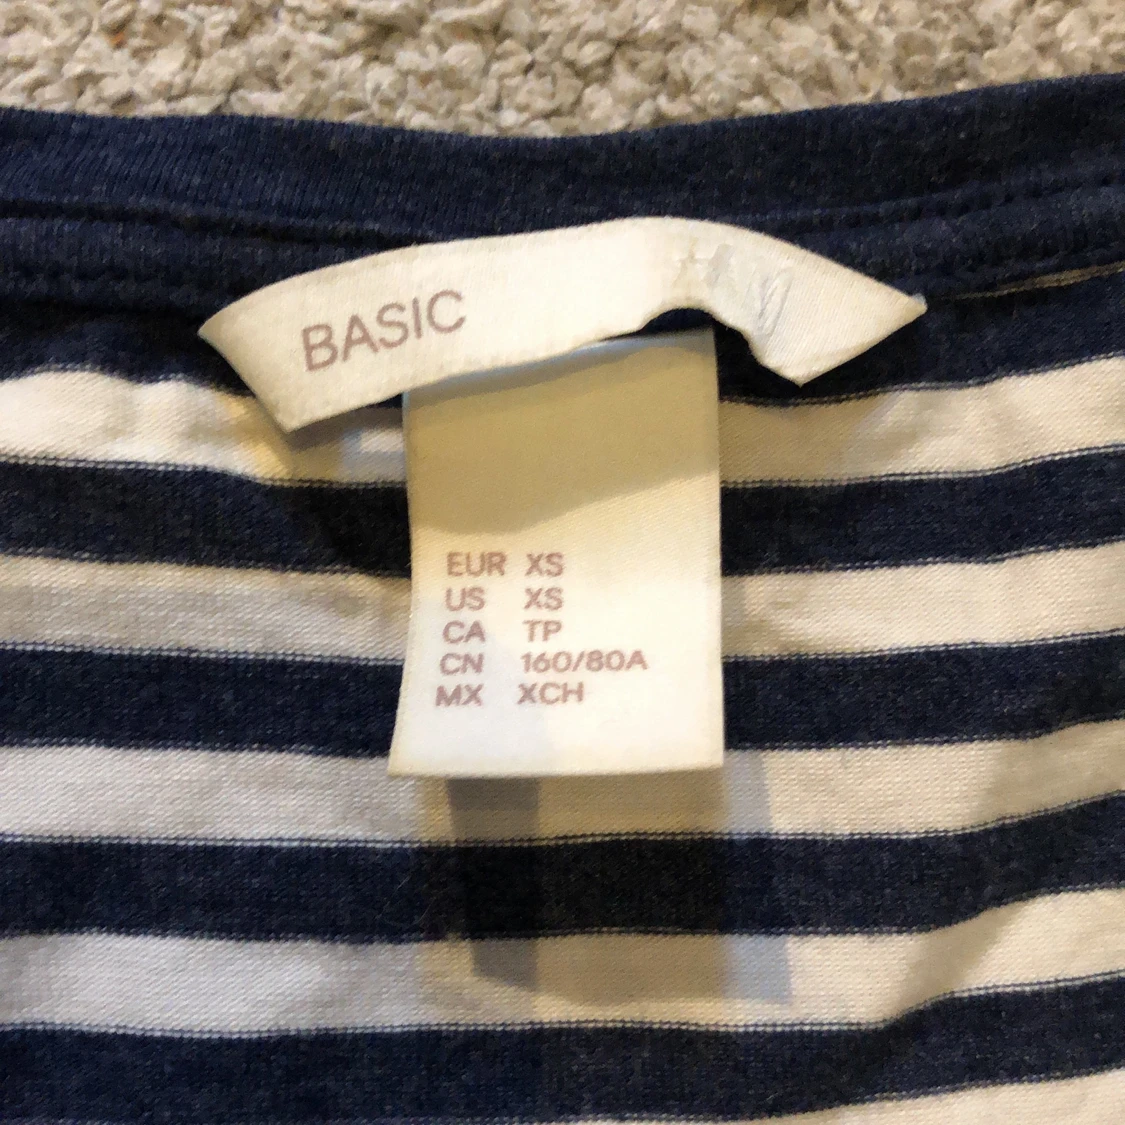 BASIC
EUR XS
US XS
CA TP
CN 160/80A
MX XCH